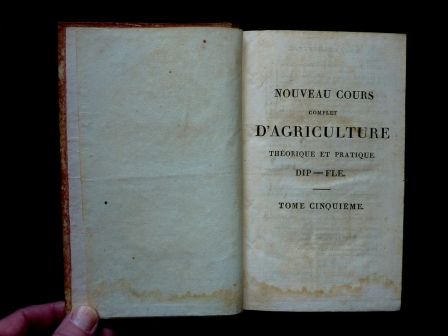 NOUVEAU COURS
COMPLET
D'AGRICULTURE
THÉORIQUE ET PRATIQUE.
DIP—FLE.
TOME CINQUIÈME.